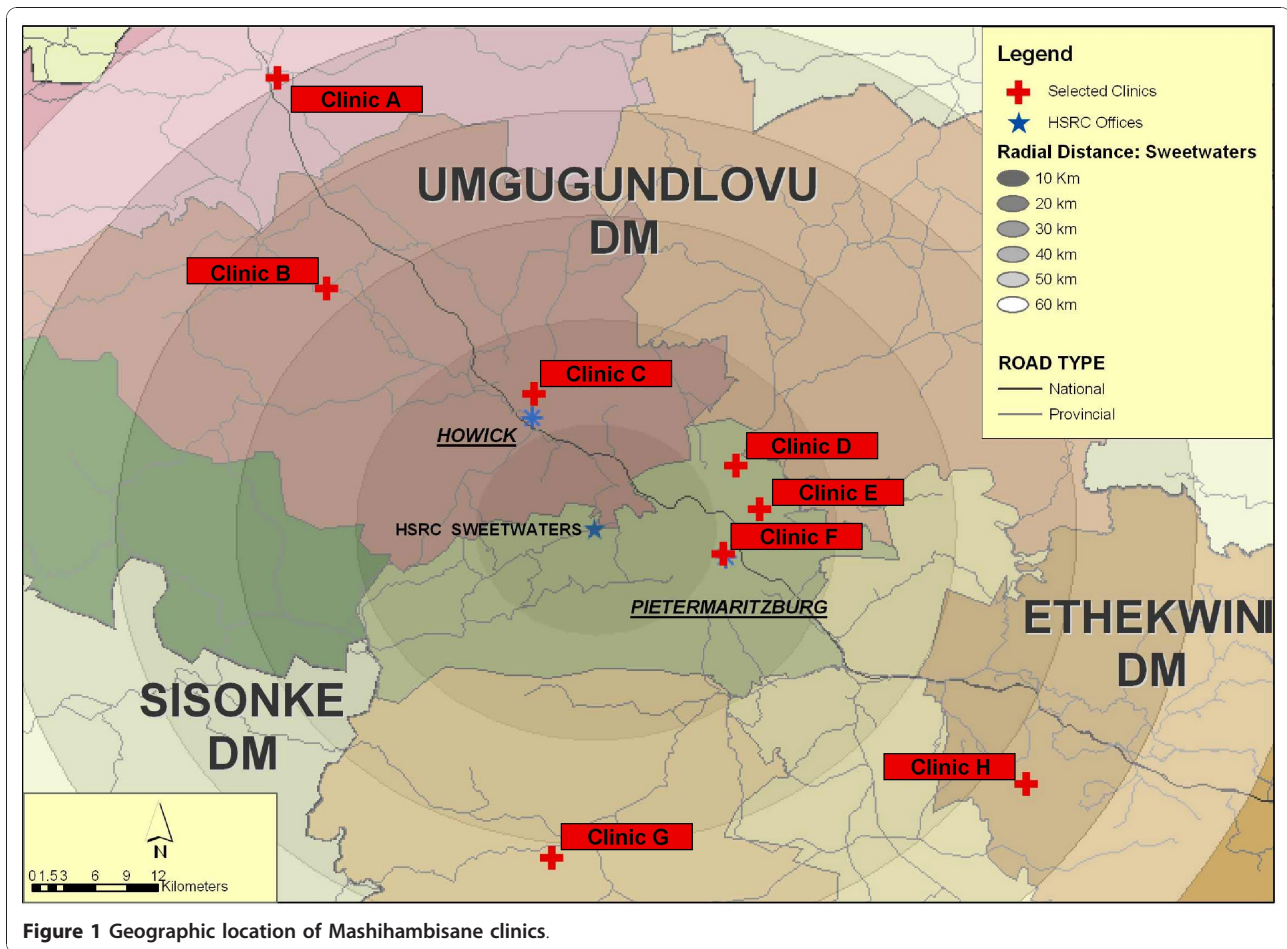 Clinic A
UMGUGUNDLOVU
DM
Clinic B
Clinic C
HOWICK
Clinic D
Clinic E
HSRC SWEETWATERS
Clinic F
PIETERMARITZBURG
ETHEKWINI
DM
SISONKE
DM
Clinic H
Clinic G
N
0 1.5 3 6 9 12
Kilometers
Legend
Selected Clinics
HSRC Offices
Radial Distance: Sweetwaters
10 Km
20 km
30 km
40 km
50 km
60 km
ROAD TYPE
National
Provincial
Figure 1 Geographic location of Mashihambisane clinics.